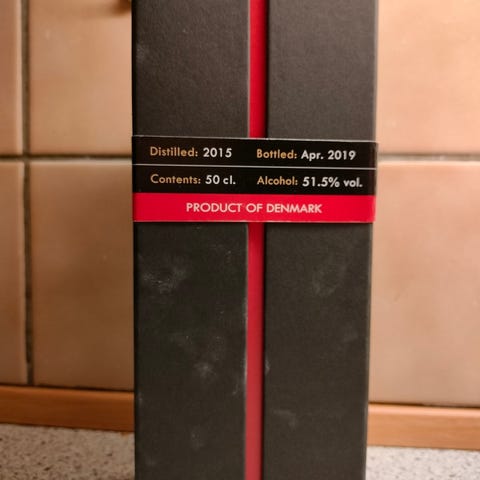 Distilled: 2015 Bottled: Apr. 2019
Contents: 50 cl. Alcohol: 51.5% vol.
PRODUCT OF DENMARK